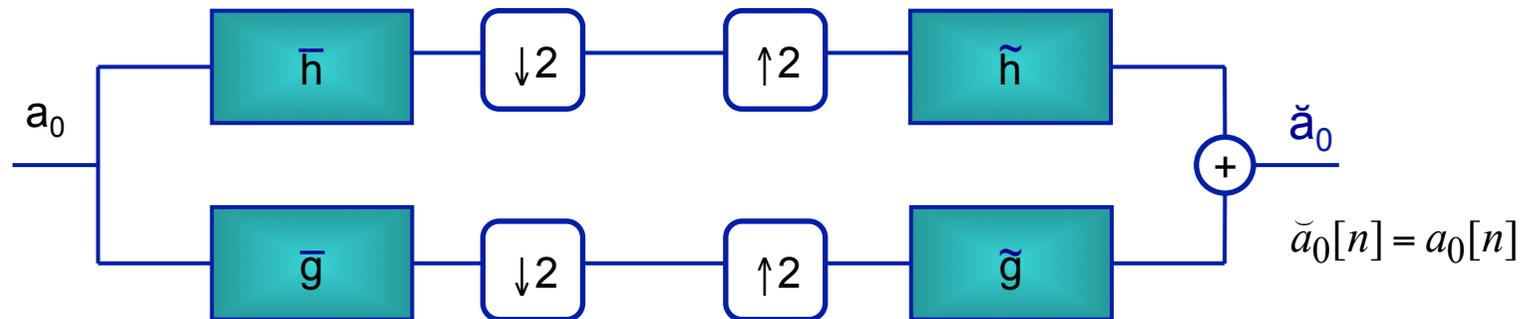 h̅ ↓2 ↑2 h̃
a₀
ă₀
+
ă₀[n] = a₀[n]
g̅ ↓2 ↑2 g̃